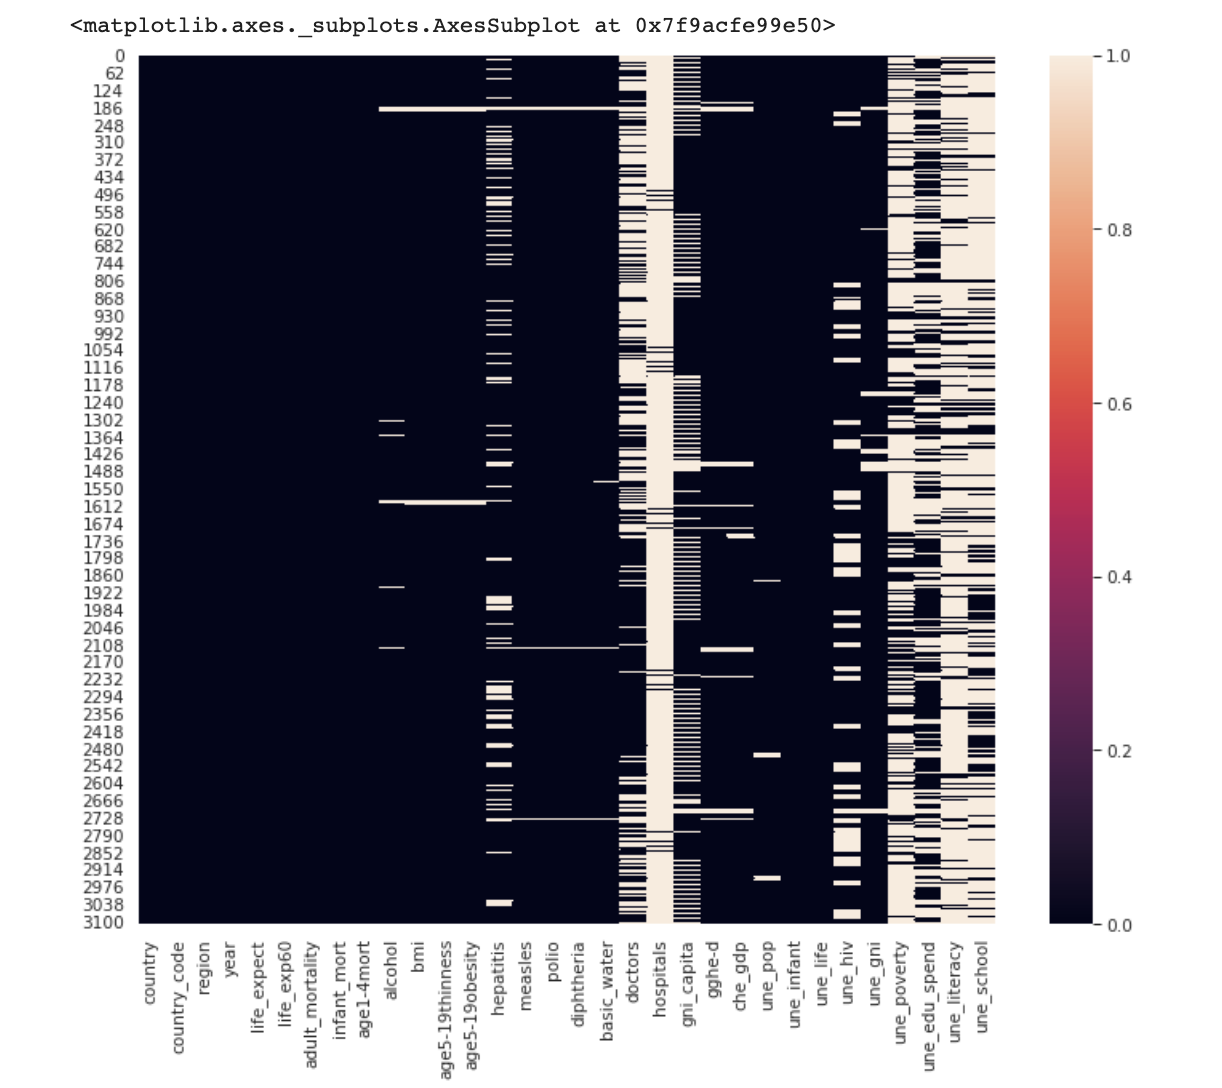 <matplotlib.axes._subplots.AxesSubplot at 0x7f9acfe99e50>
0
62
124
186
248
310
372
434
496
558
620
682
744
806
868
930
992
1054
1116
1178
1240
1302
1364
1426
1488
1550
1612
1674
1736
1798
1860
1922
1984
2046
2108
2170
2232
2294
2356
2418
2480
2542
2604
2666
2728
2790
2852
2914
2976
3038
3100
country
country_code
region
year
life_expect
life_exp60
adult_mortality
infant_mort
age1-4mort
alcohol
bmi
age5-19thinness
age5-19obesity
hepatitis
measles
polio
diphtheria
basic_water
doctors
hospitals
gni_capita
gghe-d
che_gdp
une_pop
une_infant
une_life
une_hiv
une_gni
une_poverty
une_edu_spend
une_literacy
une_school
1.0
0.8
0.6
0.4
0.2
0.0